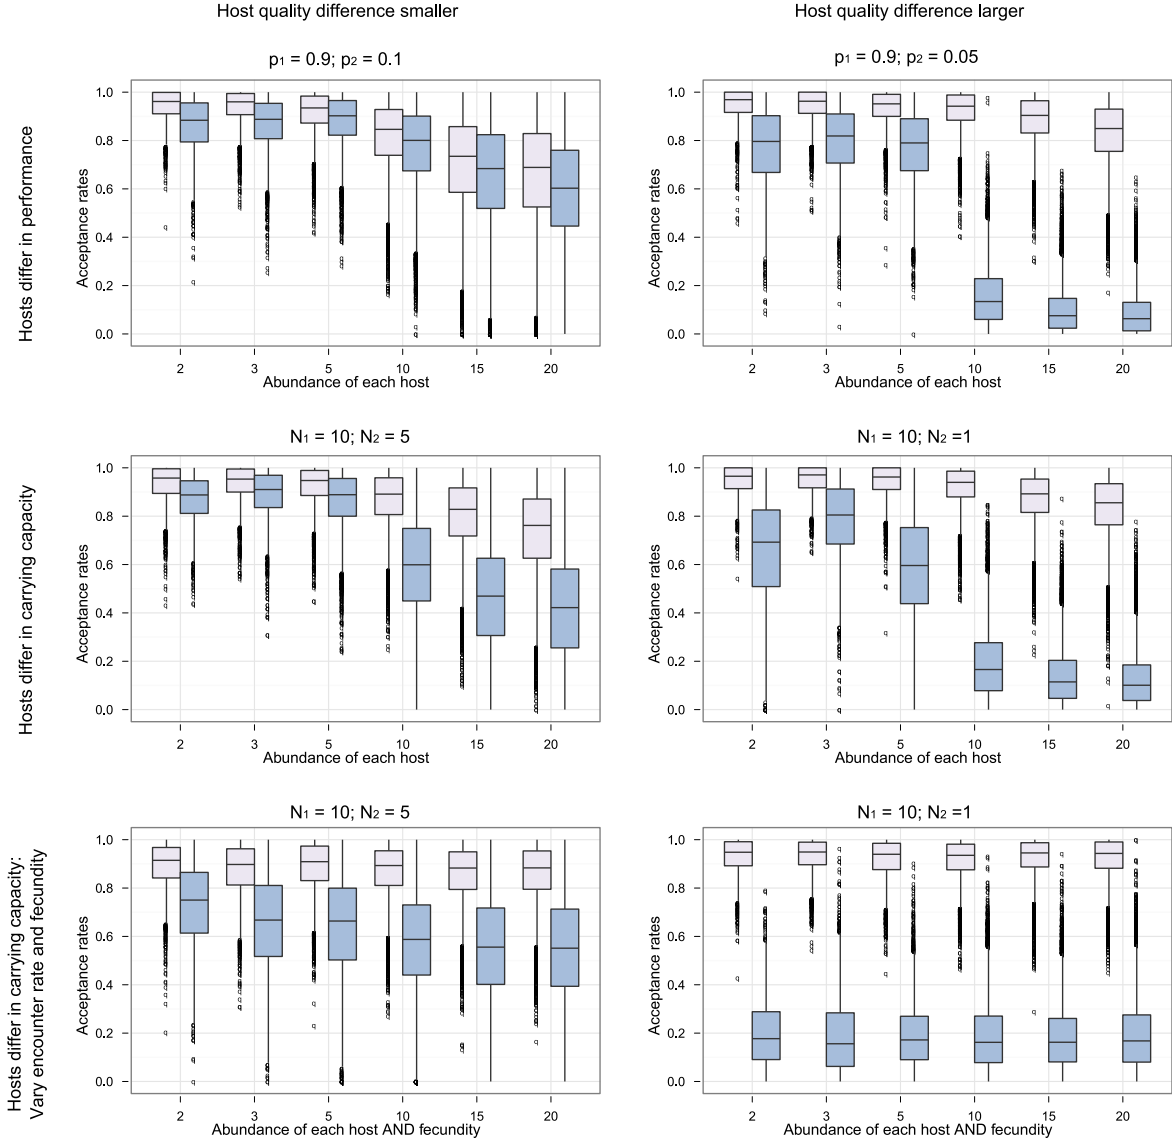 Host quality difference smaller
Host quality difference larger
p1 = 0.9; p2 = 0.1
p1 = 0.9; p2 = 0.05
Hosts differ in performance
Acceptance rates
1.0
0.8
0.6
0.4
0.2
0.0
2 3 5 10 15 20
Abundance of each host
Acceptance rates
1.0
0.8
0.6
0.4
0.2
0.0
2 3 5 10 15 20
Abundance of each host
N1 = 10; N2 = 5
N1 = 10; N2 =1
Hosts differ in carrying capacity
Acceptance rates
1.0
0.8
0.6
0.4
0.2
0.0
2 3 5 10 15 20
Abundance of each host
Acceptance rates
1.0
0.8
0.6
0.4
0.2
0.0
2 3 5 10 15 20
Abundance of each host
N1 = 10; N2 = 5
N1 = 10; N2 =1
Hosts differ in carrying capacity:
Vary encounter rate and fecundity
Acceptance rates
1.0
0.8
0.6
0.4
0.2
0.0
2 3 5 10 15 20
Abundance of each host AND fecundity
Acceptance rates
1.0
0.8
0.6
0.4
0.2
0.0
2 3 5 10 15 20
Abundance of each host AND fecundity